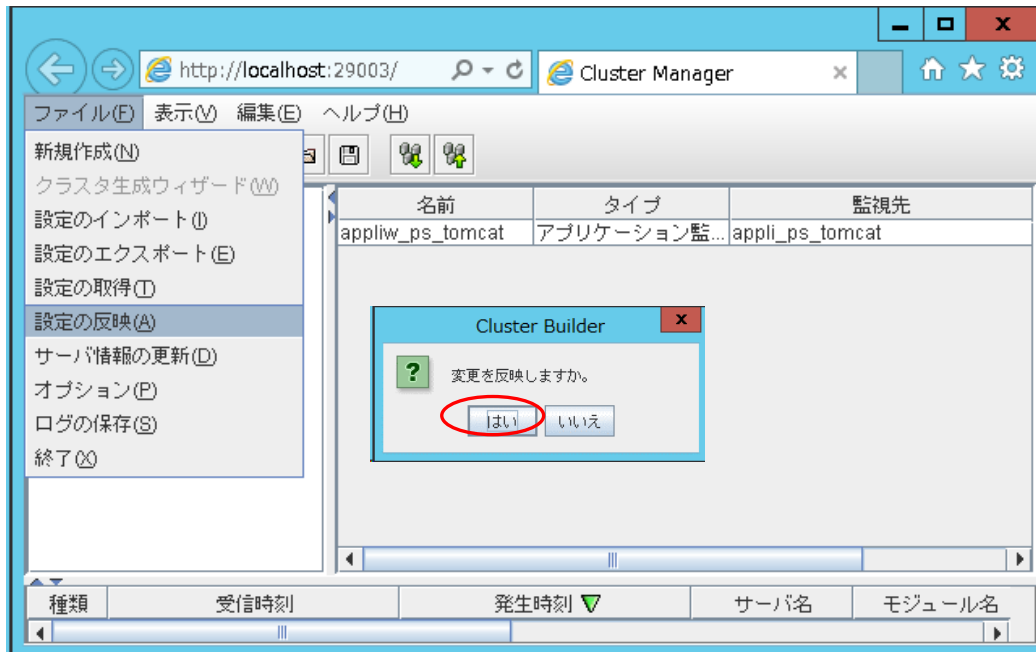 http://localhost:29003/
Cluster Manager
ファイル(F) 表示(V) 編集(E) ヘルプ(H)
新規作成(N)
クラスタ生成ウィザード(W)
設定のインポート(I)
設定のエクスポート(E)
設定の取得(T)
設定の反映(A)
サーバ情報の更新(D)
オプション(P)
ログの保存(S)
終了(X)
名前 タイプ 監視先
appliw_ps_tomcat アプリケーション監... appli_ps_tomcat
Cluster Builder
変更を反映しますか。
はい いいえ
種類 受信時刻 発生時刻 サーバ名 モジュール名